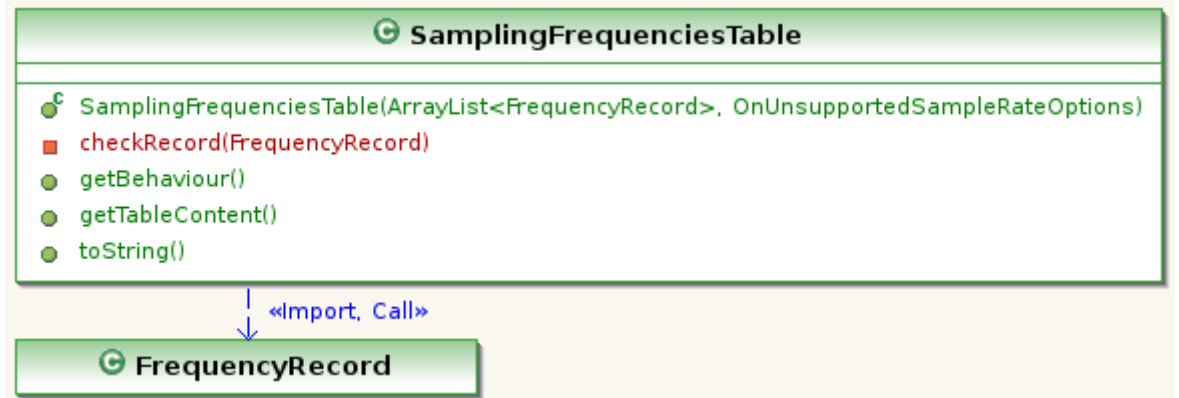 C SamplingFrequenciesTable
C SamplingFrequenciesTable(ArrayList<FrequencyRecord>, OnUnsupportedSampleRateOptions)
checkRecord(FrequencyRecord)
getBehaviour()
getTableContent()
toString()
«Import, Call»
C FrequencyRecord